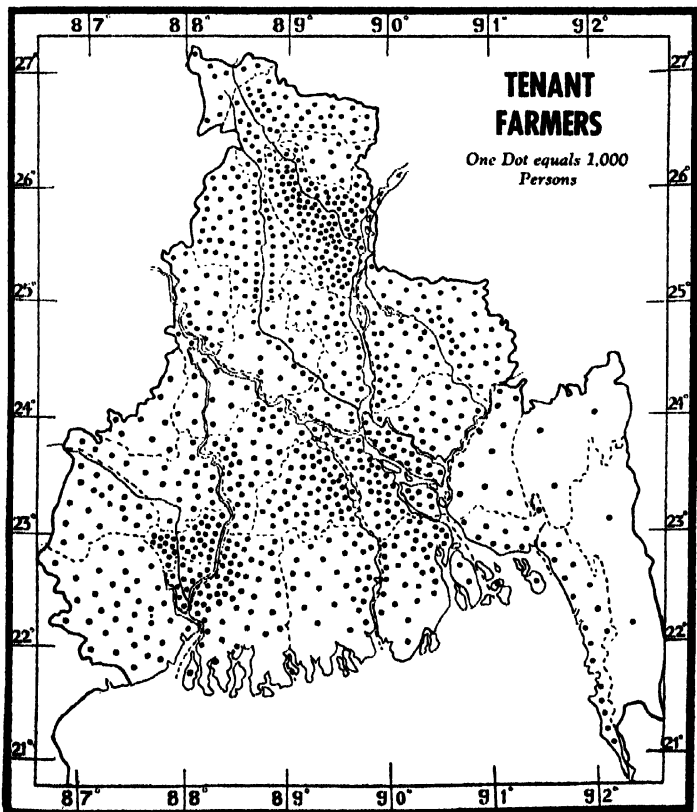 87° 88° 89° 90° 91° 92°
27° 27°
TENANT
FARMERS
One Dot equals 1,000
Persons
26° 26°
25° 25°
24° 24°
23° 23°
22° 22°
21° 21°
87° 88° 89° 90° 91° 92°